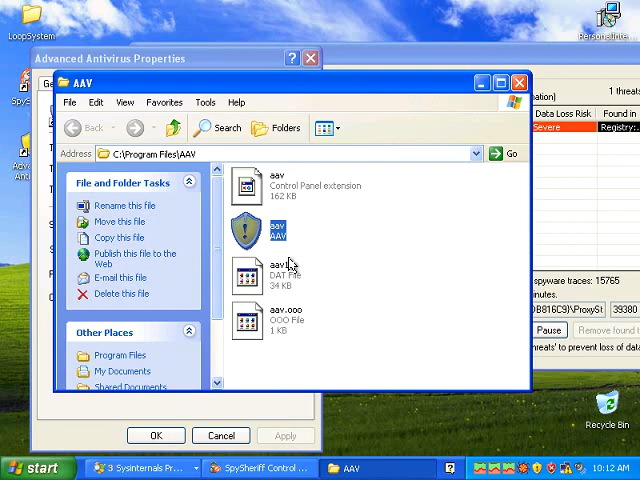 LoopSystem
Advanced Antivirus Properties
AAV
File Edit View Favorites Tools Help
Back Search Folders
Address C:\Program Files\AAV Go
File and Folder Tasks
Rename this file
Move this file
Copy this file
Publish this file to the
Web
E-mail this file
Delete this file
Other Places
Program Files
My Documents
Shared Documents
aav
Control Panel extension
162 KB
aav
AAV
DAT File
34 KB
aav.ooo
OOO File
1 KB
1 threats
Data Loss Risk Found in
Severe Registry:
spyware traces: 15765
nutes.
DB816C9}\ProxySt 39380
Pause Remove found t
threats' to prevent loss of data
OK Cancel Apply
Recycle Bin
start 3 Sysinternals Pr... SpySheriff Control ... AAV ? 10:12 AM